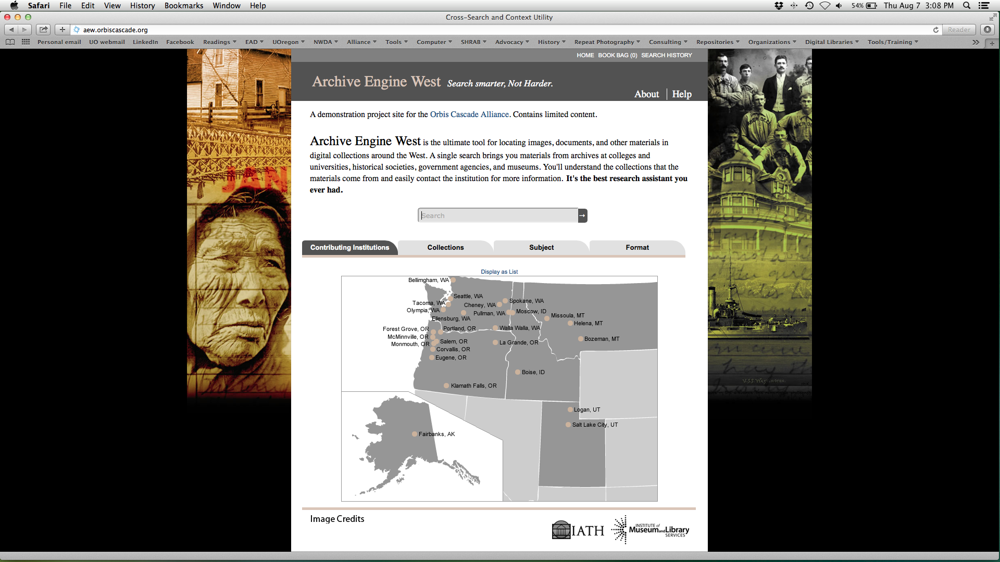 Safari File Edit View History Bookmarks Window Help 54% Thu Aug 7 3:08 PM
Cross-Search and Context Utility
aew.orbiscascade.org Reader
Personal email UO webmail LinkedIn Facebook Readings EAD UOregon NWDA Alliance Tools Computer SHRAB Advocacy History Repeat Photography Consulting Repositories Organizations Digital Libraries Tools/Training
HOME BOOK BAG (0) SEARCH HISTORY
Archive Engine West Search smarter, Not Harder.
About Help
A demonstration project site for the Orbis Cascade Alliance. Contains limited content.
Archive Engine West is the ultimate tool for locating images, documents, and other materials in
digital collections around the West. A single search brings you materials from archives at colleges and
universities, historical societies, government agencies, and museums. You'll understand the collections that the
materials come from and easily contact the institution for more information. It's the best research assistant you
ever had.
JAN
Search
Contributing Institutions Collections Subject Format
Display as List
Bellimgham, WA
Seattle, WA
Tacoma, WA
Cheney, WA
Spokane, WA
Olympia, WA
Ellensburg, WA
Pullman, WA
Moscow, ID
Missoula, MT
Helena, MT
Forest Grove, OR
Portland, OR
Walla Walla, WA
McMinnville, OR
Monmouth, OR
Salem, OR
La Grande, OR
Bozeman, MT
Corvallis, OR
Eugene, OR
Boise, ID
Klamath Falls, OR
Logan, UT
Salt Lake City, UT
Fairbanks, AK
U.S.S. WASHINGTON.
Image Credits
IATH
INSTITUTE of
Museum and Library
SERVICES